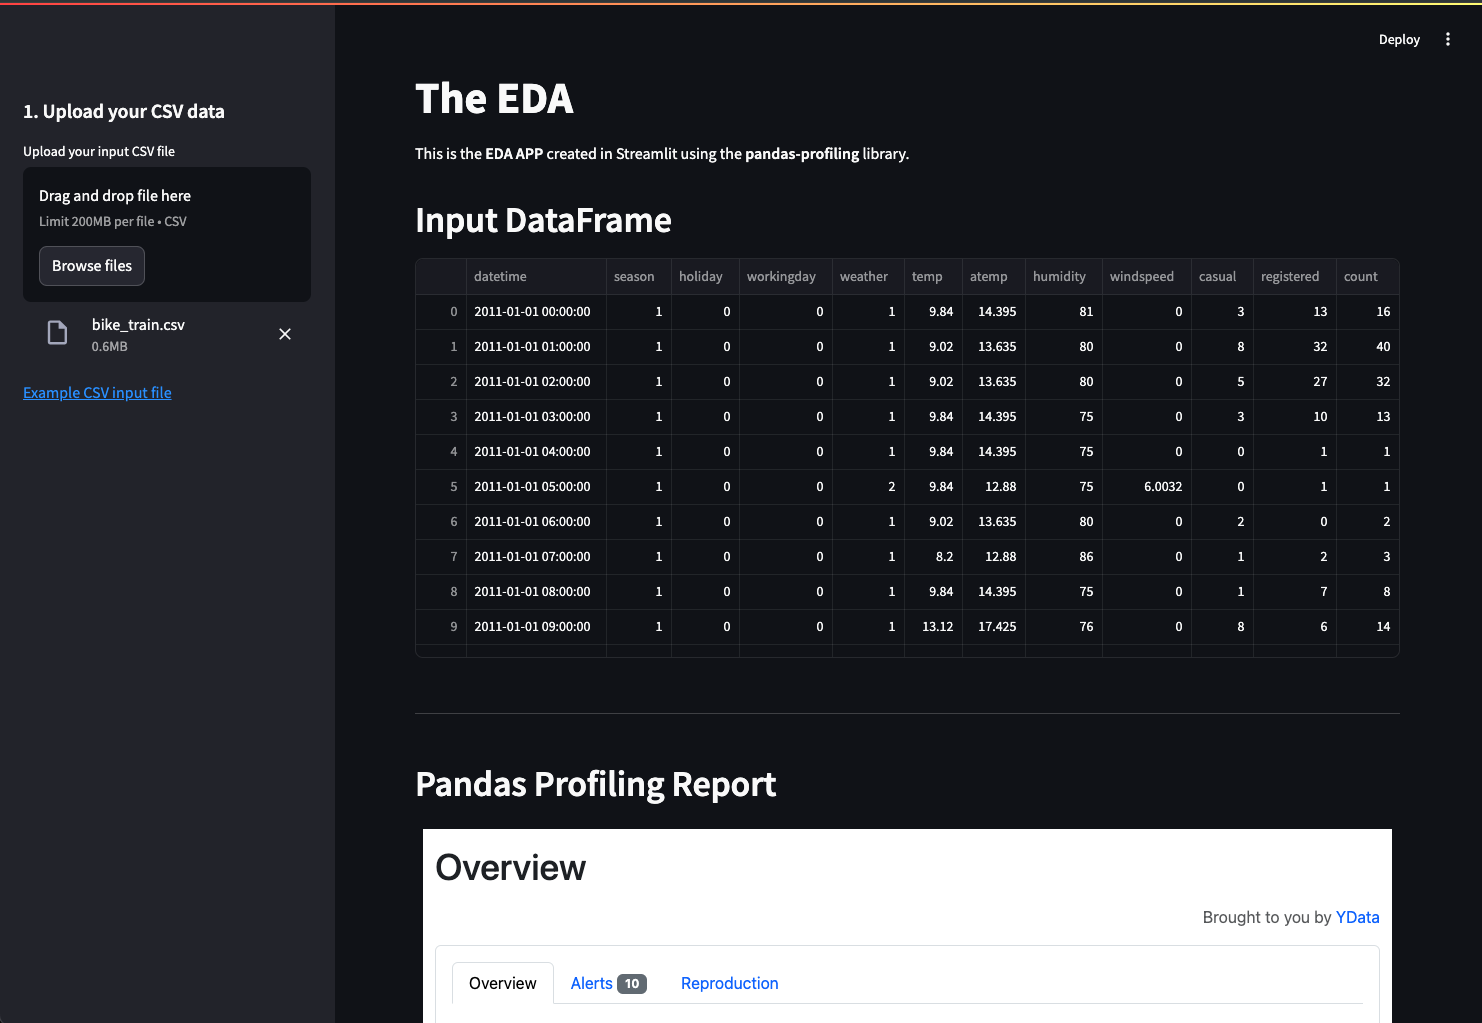 Deploy
1. Upload your CSV data
Upload your input CSV file
Drag and drop file here
Limit 200MB per file • CSV
Browse files
bike_train.csv
0.6MB
Example CSV input file
The EDA
This is the EDA APP created in Streamlit using the pandas-profiling library.
Input DataFrame
datetime season holiday workingday weather temp atemp humidity windspeed casual registered count
0 2011-01-01 00:00:00 1 0 0 1 9.84 14.395 81 0 3 13 16
1 2011-01-01 01:00:00 1 0 0 1 9.02 13.635 80 0 8 32 40
2 2011-01-01 02:00:00 1 0 0 1 9.02 13.635 80 0 5 27 32
3 2011-01-01 03:00:00 1 0 0 1 9.84 14.395 75 0 3 10 13
4 2011-01-01 04:00:00 1 0 0 1 9.84 14.395 75 0 0 1 1
5 2011-01-01 05:00:00 1 0 0 2 9.84 12.88 75 6.0032 0 1 1
6 2011-01-01 06:00:00 1 0 0 1 9.02 13.635 80 0 2 0 2
7 2011-01-01 07:00:00 1 0 0 1 8.2 12.88 86 0 1 2 3
8 2011-01-01 08:00:00 1 0 0 1 9.84 14.395 75 0 1 7 8
9 2011-01-01 09:00:00 1 0 0 1 13.12 17.425 76 0 8 6 14
Pandas Profiling Report
Overview
Brought to you by YData
Overview Alerts 10 Reproduction